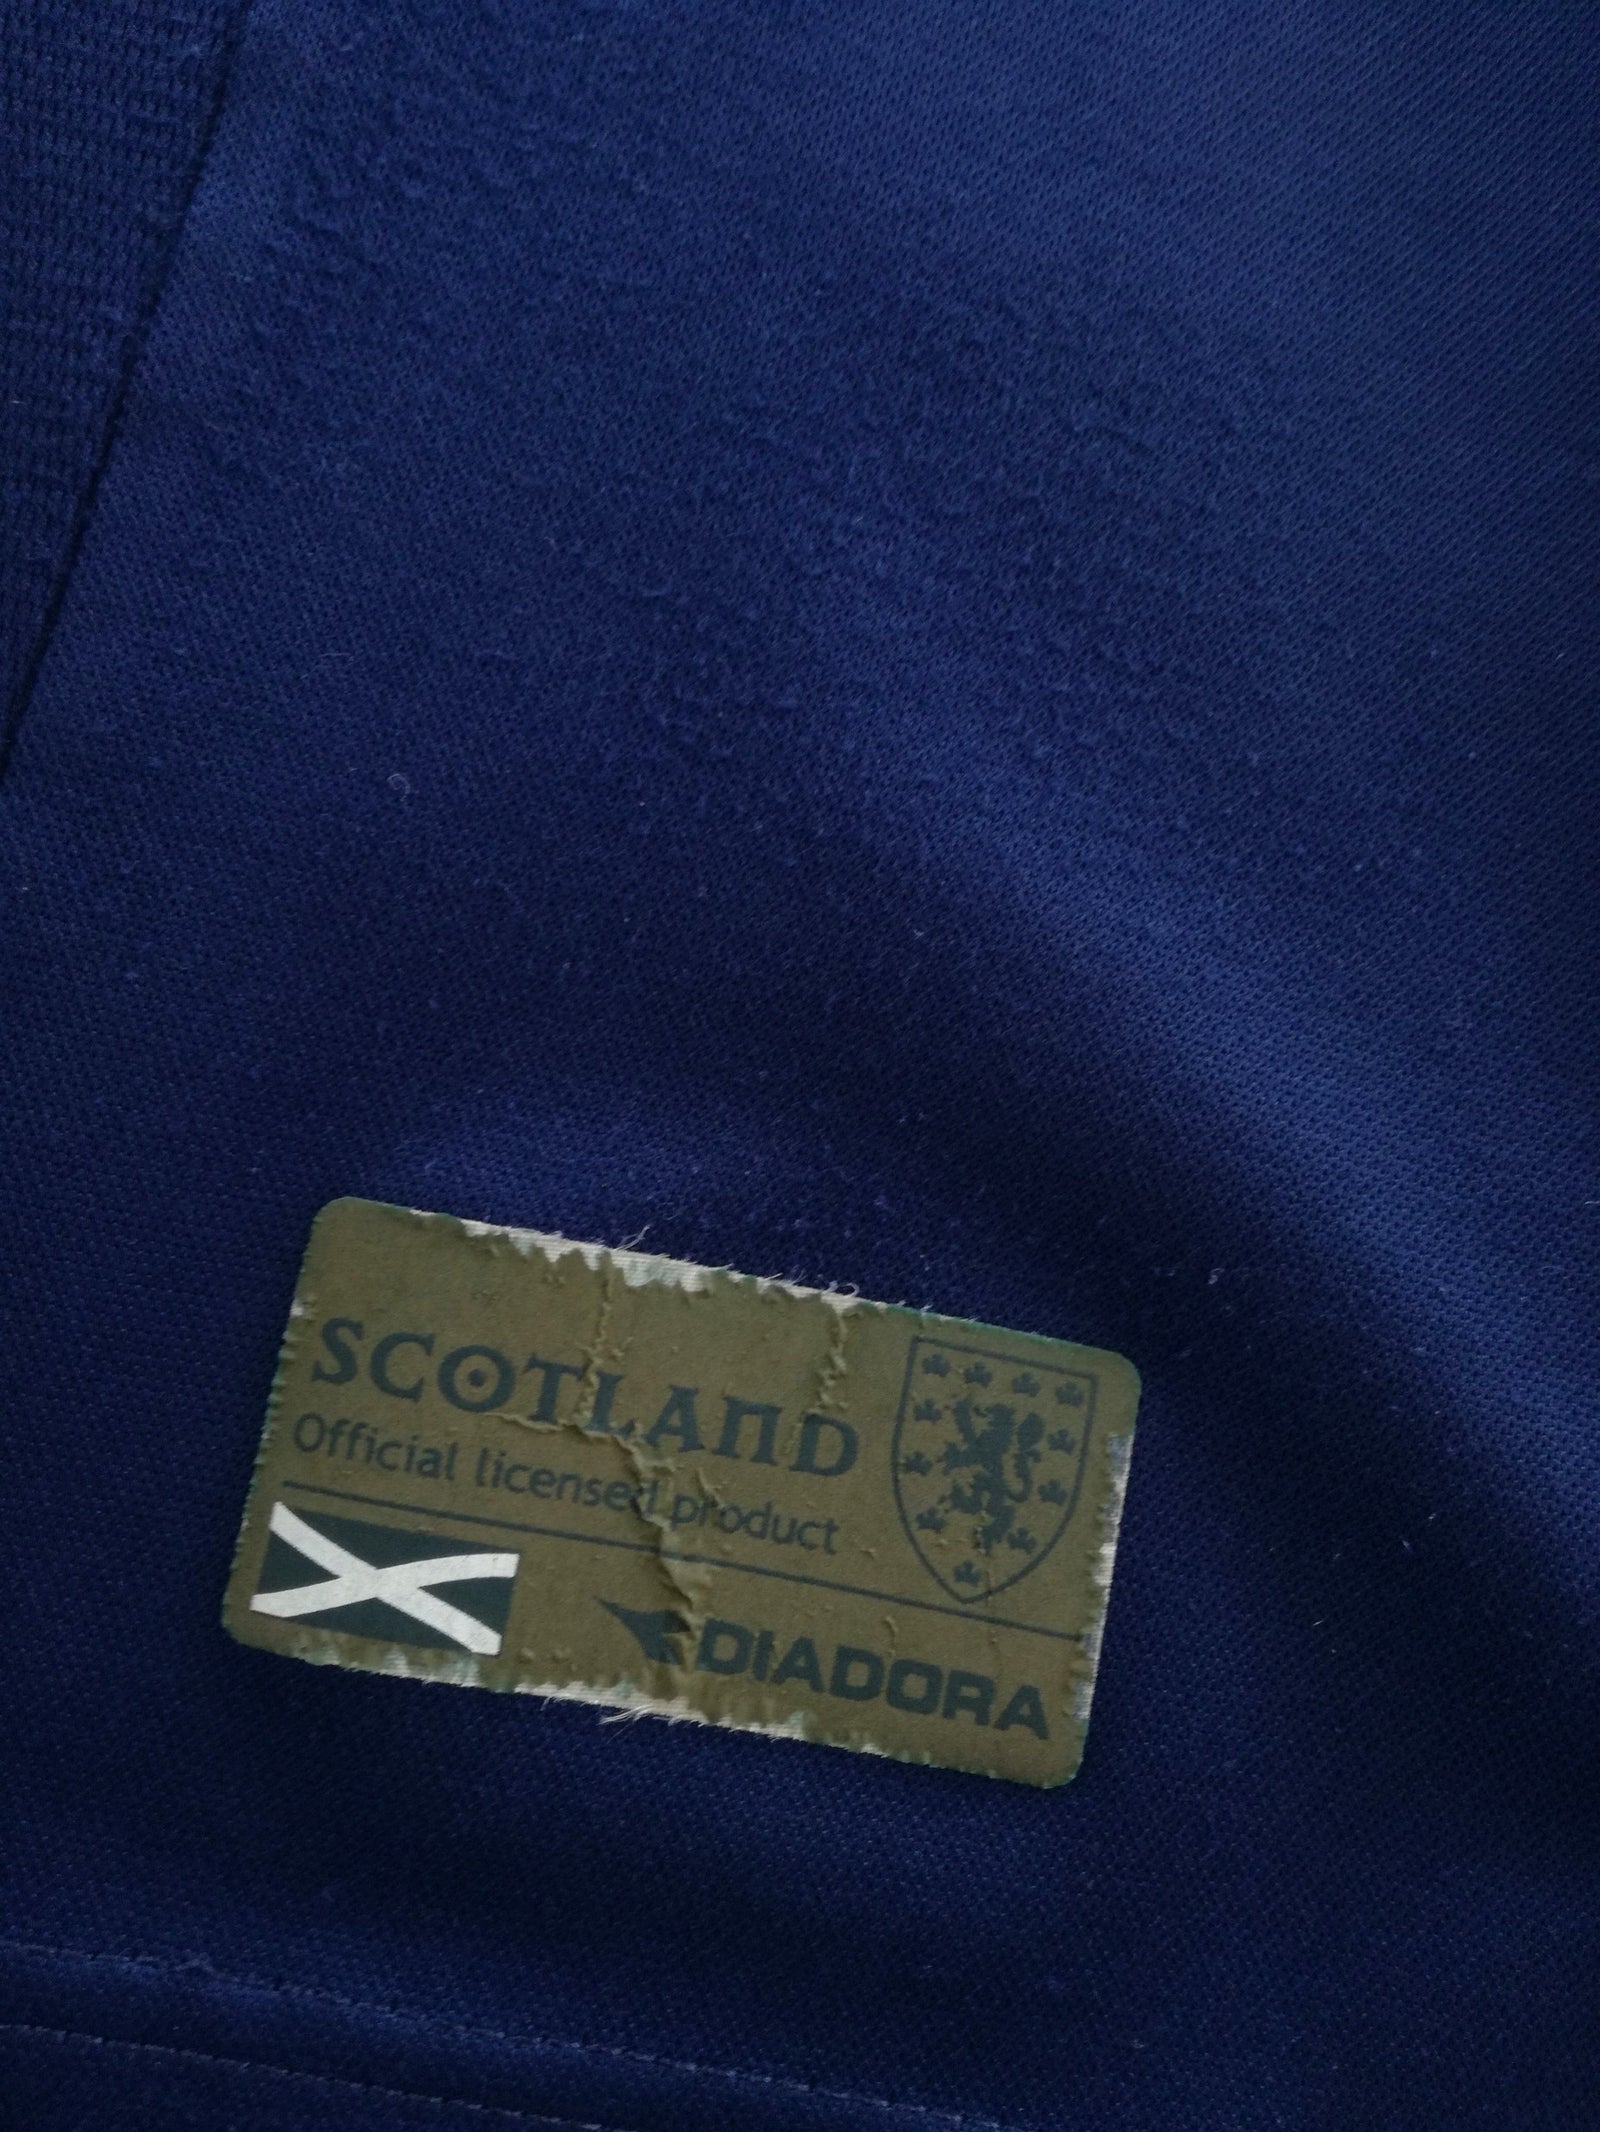 SCOTLAND
Official licensed product
DIADORA